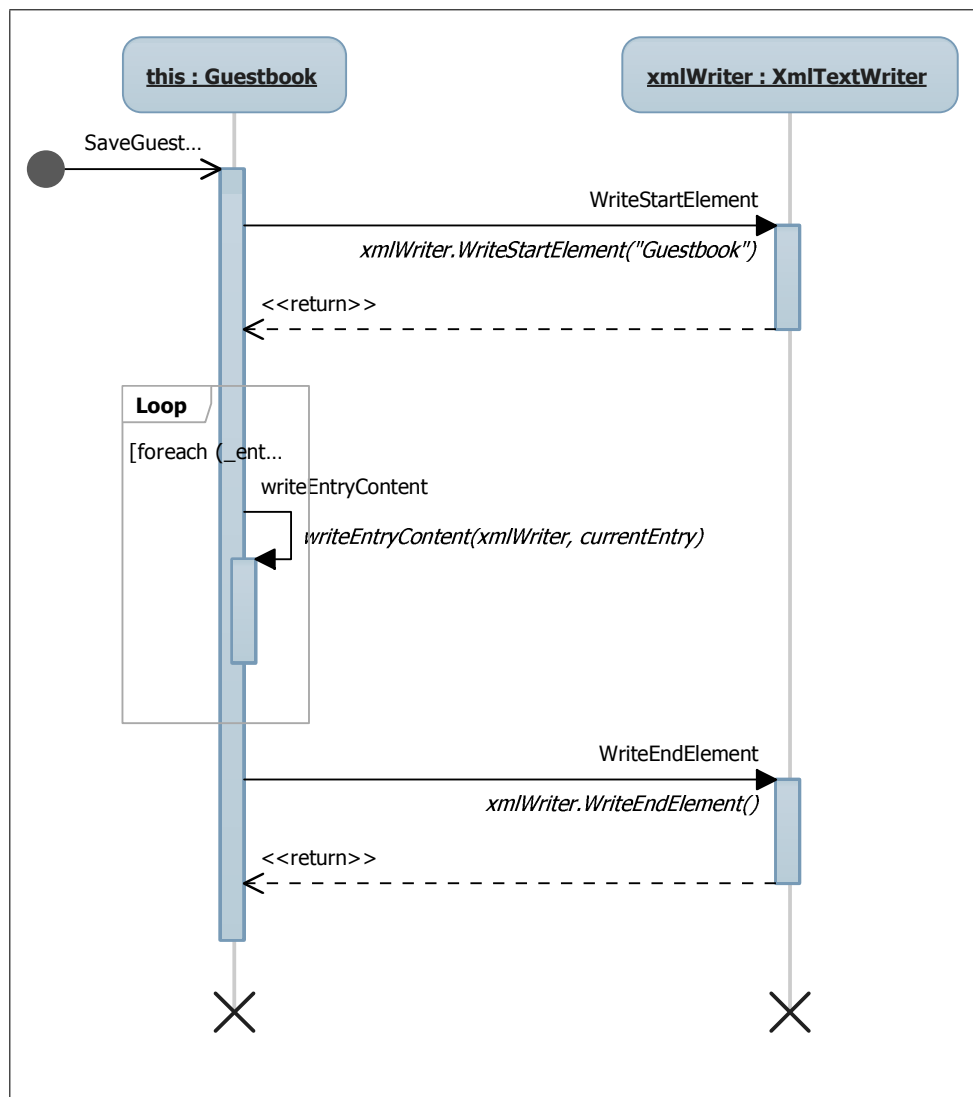 this : Guestbook
xmlWriter : XmlTextWriter
SaveGuest...
WriteStartElement
xmlWriter.WriteStartElement("Guestbook")
<<return>>
Loop
[foreach (_ent...
writeEntryContent
writeEntryContent(xmlWriter, currentEntry)
WriteEndElement
xmlWriter.WriteEndElement()
<<return>>